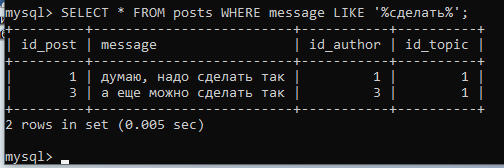 mysql> SELECT * FROM posts WHERE message LIKE '%сделать%';
+---------+--------------------------+-----------+----------+
| id_post | message                  | id_author | id_topic |
+---------+--------------------------+-----------+----------+
|       1 | думаю, надо сделать так  |         1 |        1 |
|       3 | а еще можно сделать так  |         3 |        1 |
+---------+--------------------------+-----------+----------+
2 rows in set (0.005 sec)
mysql>